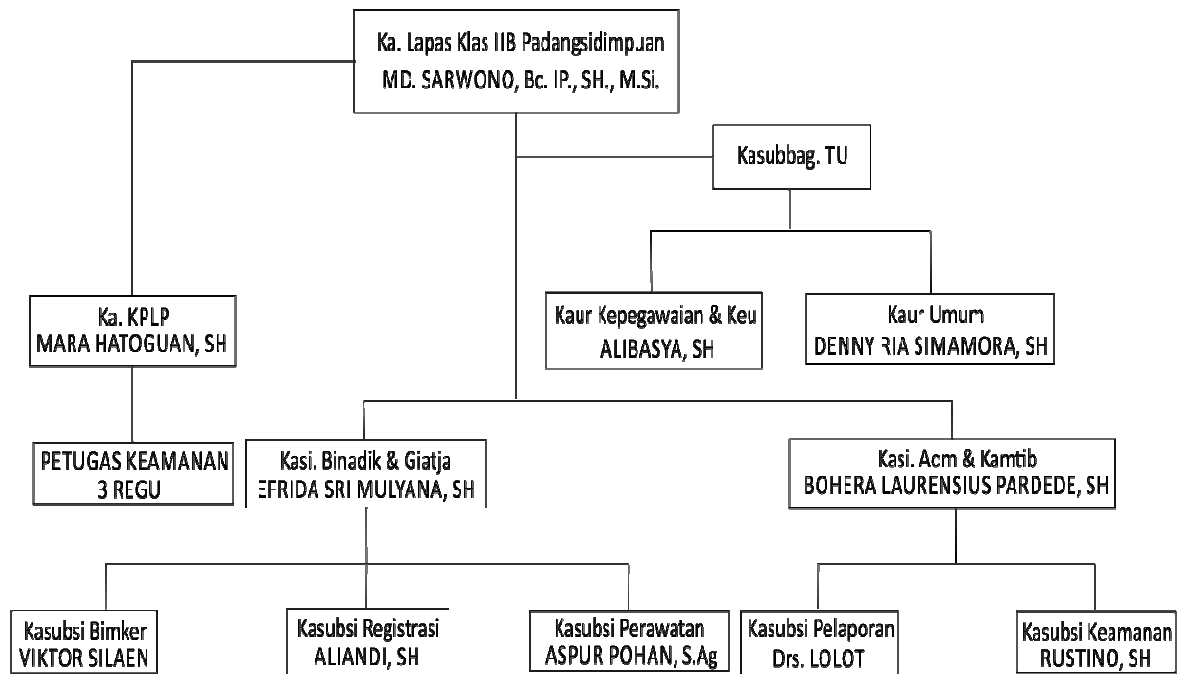 Ka. Lapas Klas IIB Padangsidimpuan
MD. SARWONO, Bc. IP., SH., M.Si.
Kasubbag. TU
Ka. KPLP
MARA HATOGUAN, SH
Kaur Kepegawaian & Keu
ALIBASYA, SH
Kaur Umum
DENNY RIA SIMAMORA, SH
PETUGAS KEAMANAN
3 REGU
Kasi. Binadik & Giatja
EFRIDA SRI MULYANA, SH
Kasi. Adm & Kamtib
BOHERA LAURENSIUS PARDEDE, SH
Kasubsi Bimker
VIKTOR SILAEN
Kasubsi Registrasi
ALIANDI, SH
Kasubsi Perawatan
ASPUR POHAN, S.Ag
Kasubsi Pelaporan
Drs. LOLOT
Kasubsi Keamanan
RUSTINO, SH